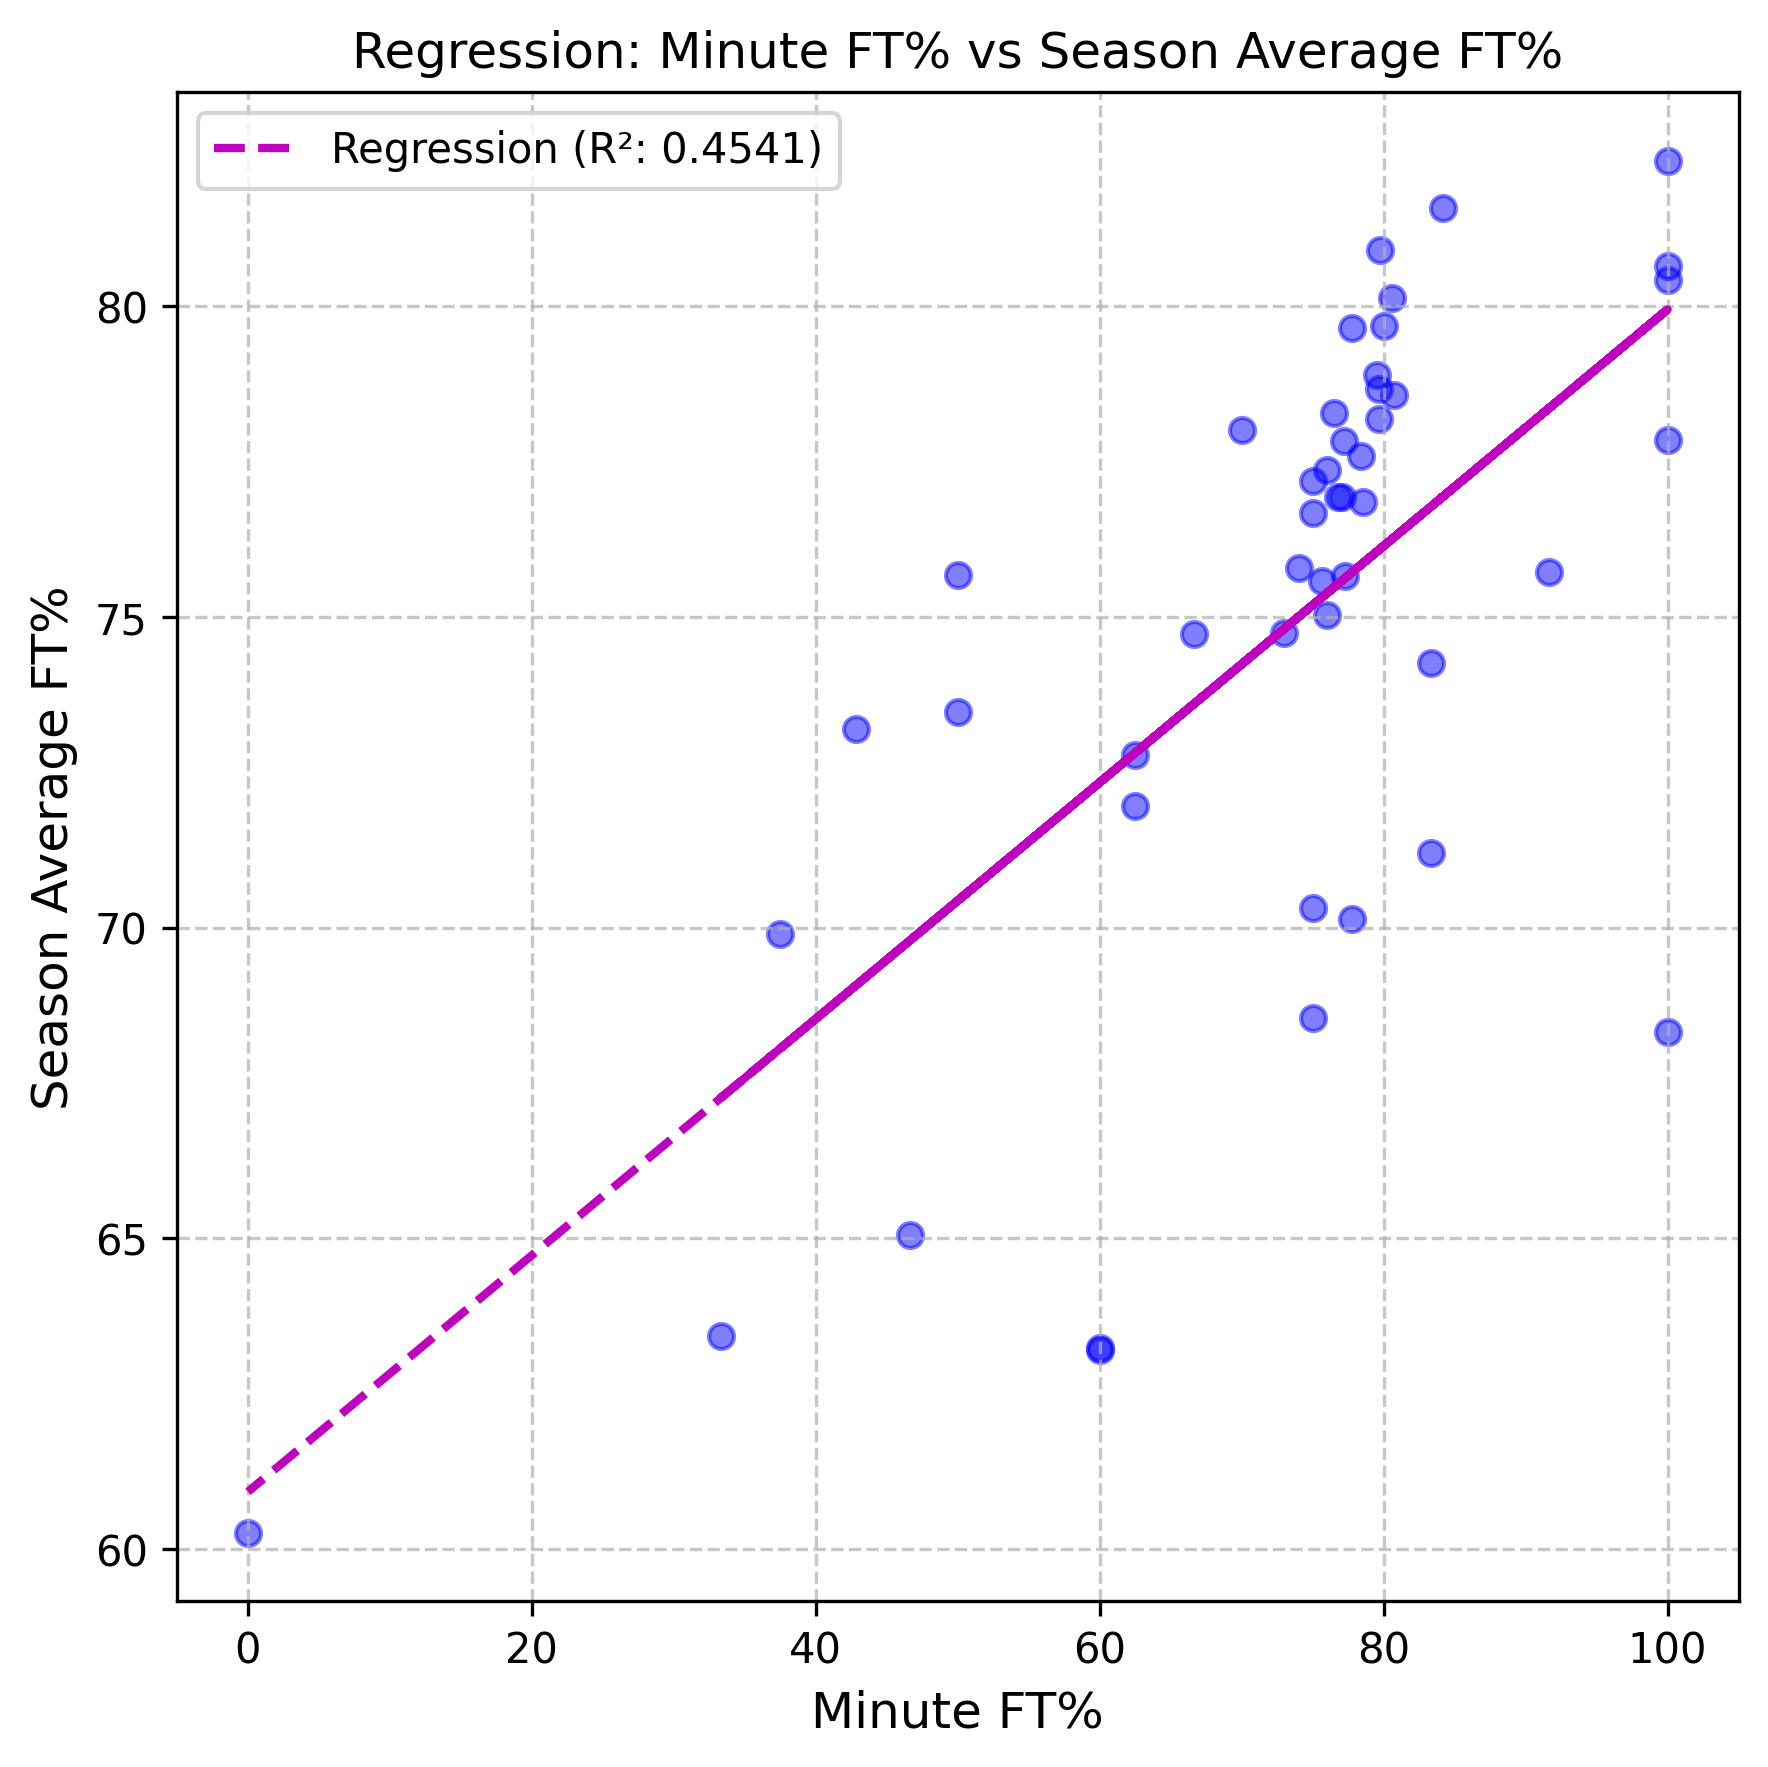 Regression: Minute FT% vs Season Average FT%
Regression (R²: 0.4541)
80
75
70
65
60
Season Average FT%
0 20 40 60 80 100
Minute FT%